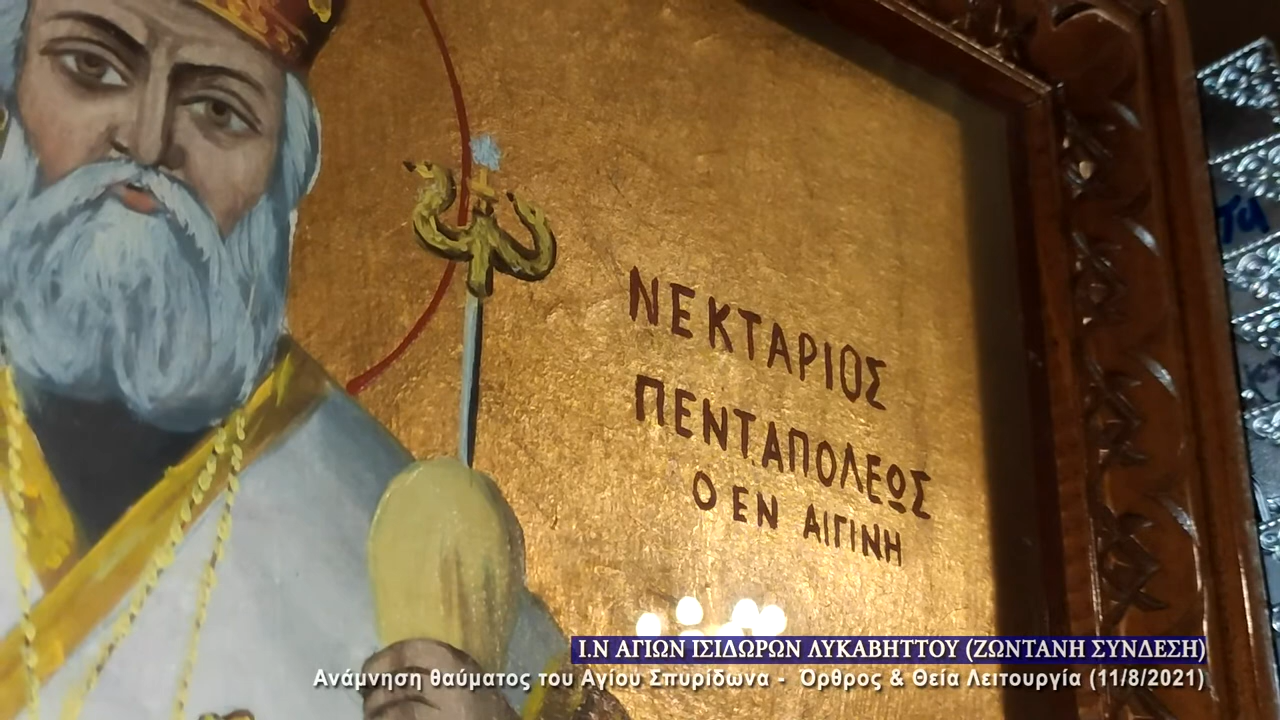 ΝΕΚΤΑΡΙΟΣ
ΠΕΝΤΑΠΟΛΕΩΣ
Ο ΕΝ ΑΙΓΙΝΗ
Ι.Ν ΑΓΙΩΝ ΙΣΙΔΩΡΩΝ ΛΥΚΑΒΗΤΤΟΥ (ΖΩΝΤΑΝΗ ΣΥΝΔΕΣΗ)
Ανάμνηση θαύματος του Αγίου Σπυρίδωνα - Όρθρος & Θεία Λειτουργία (11/8/2021)